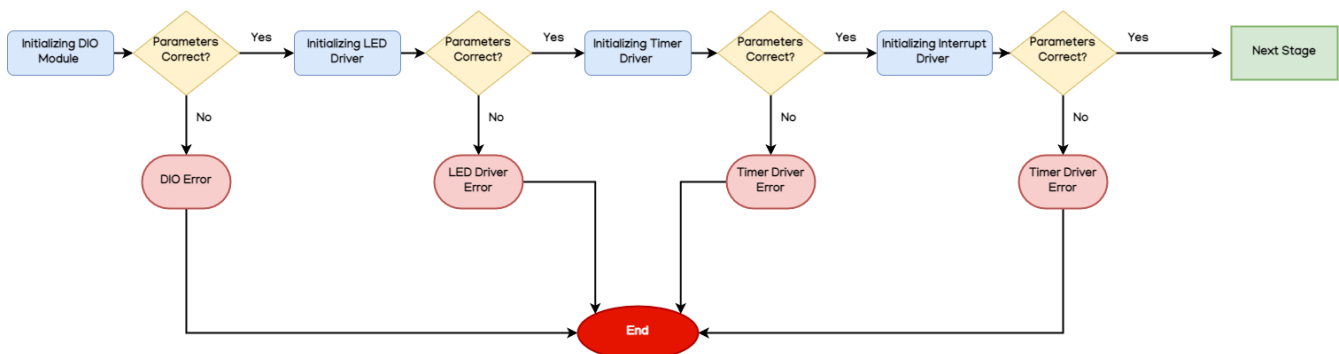 Initializing DIO
Module
Parameters
Correct?
Yes
Initializing LED
Driver
Parameters
Correct?
Yes
Initializing Timer
Driver
Parameters
Correct?
Yes
Initializing Interrupt
Driver
Parameters
Correct?
Yes
Next Stage
No
No
No
No
DIO Error
LED Driver
Error
Timer Driver
Error
Timer Driver
Error
End